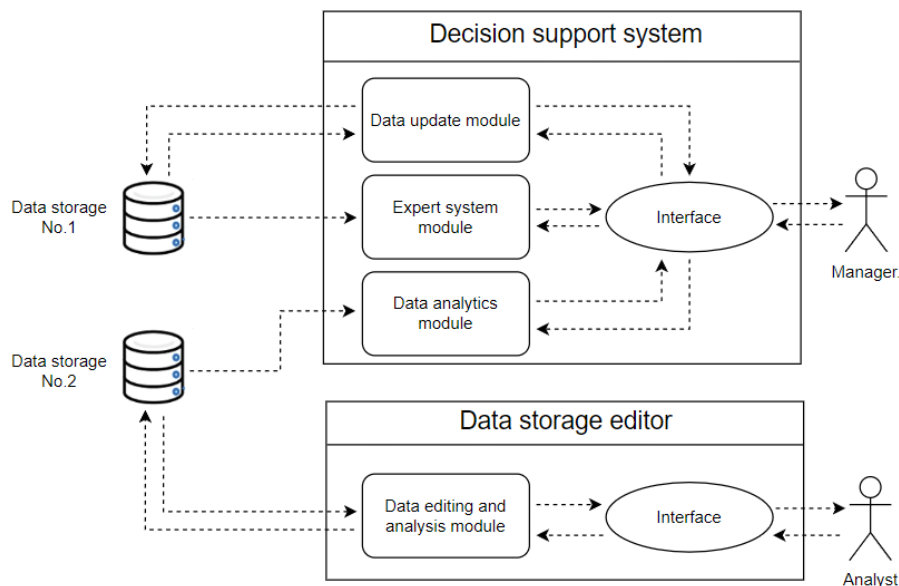 Decision support system
Data update module
Data storage
No.1
Expert system
module
Interface
Manager.
Data analytics
module
Data storage
No.2
Data storage editor
Data editing and
analysis module
Interface
Analyst